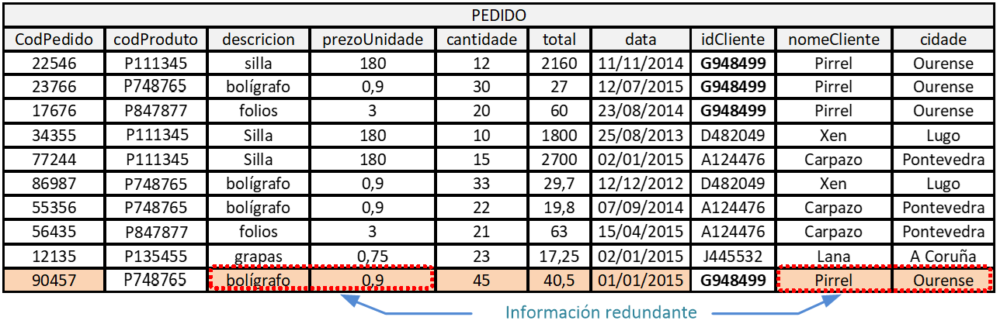 PEDIDO
CodPedido codProduto descricion prezoUnidade cantidade total data idCliente nomeCliente cidade
22546 P111345 silla 180 12 2160 11/11/2014 G948499 Pirrel Ourense
23766 P748765 bolígrafo 0,9 30 27 12/07/2015 G948499 Pirrel Ourense
17676 P847877 folios 3 20 60 23/08/2014 G948499 Pirrel Ourense
34355 P111345 Silla 180 10 1800 25/08/2013 D482049 Xen Lugo
77244 P111345 Silla 180 15 2700 02/01/2015 A124476 Carpazo Pontevedra
86987 P748765 bolígrafo 0,9 33 29,7 12/12/2012 D482049 Xen Lugo
55356 P748765 bolígrafo 0,9 22 19,8 07/09/2014 A124476 Carpazo Pontevedra
56435 P847877 folios 3 21 63 15/04/2015 A124476 Carpazo Pontevedra
12135 P135455 grapas 0,75 23 17,25 02/01/2015 J445532 Lana A Coruña
90457 P748765 bolígrafo 0,9 45 40,5 01/01/2015 G948499 Pirrel Ourense
Información redundante